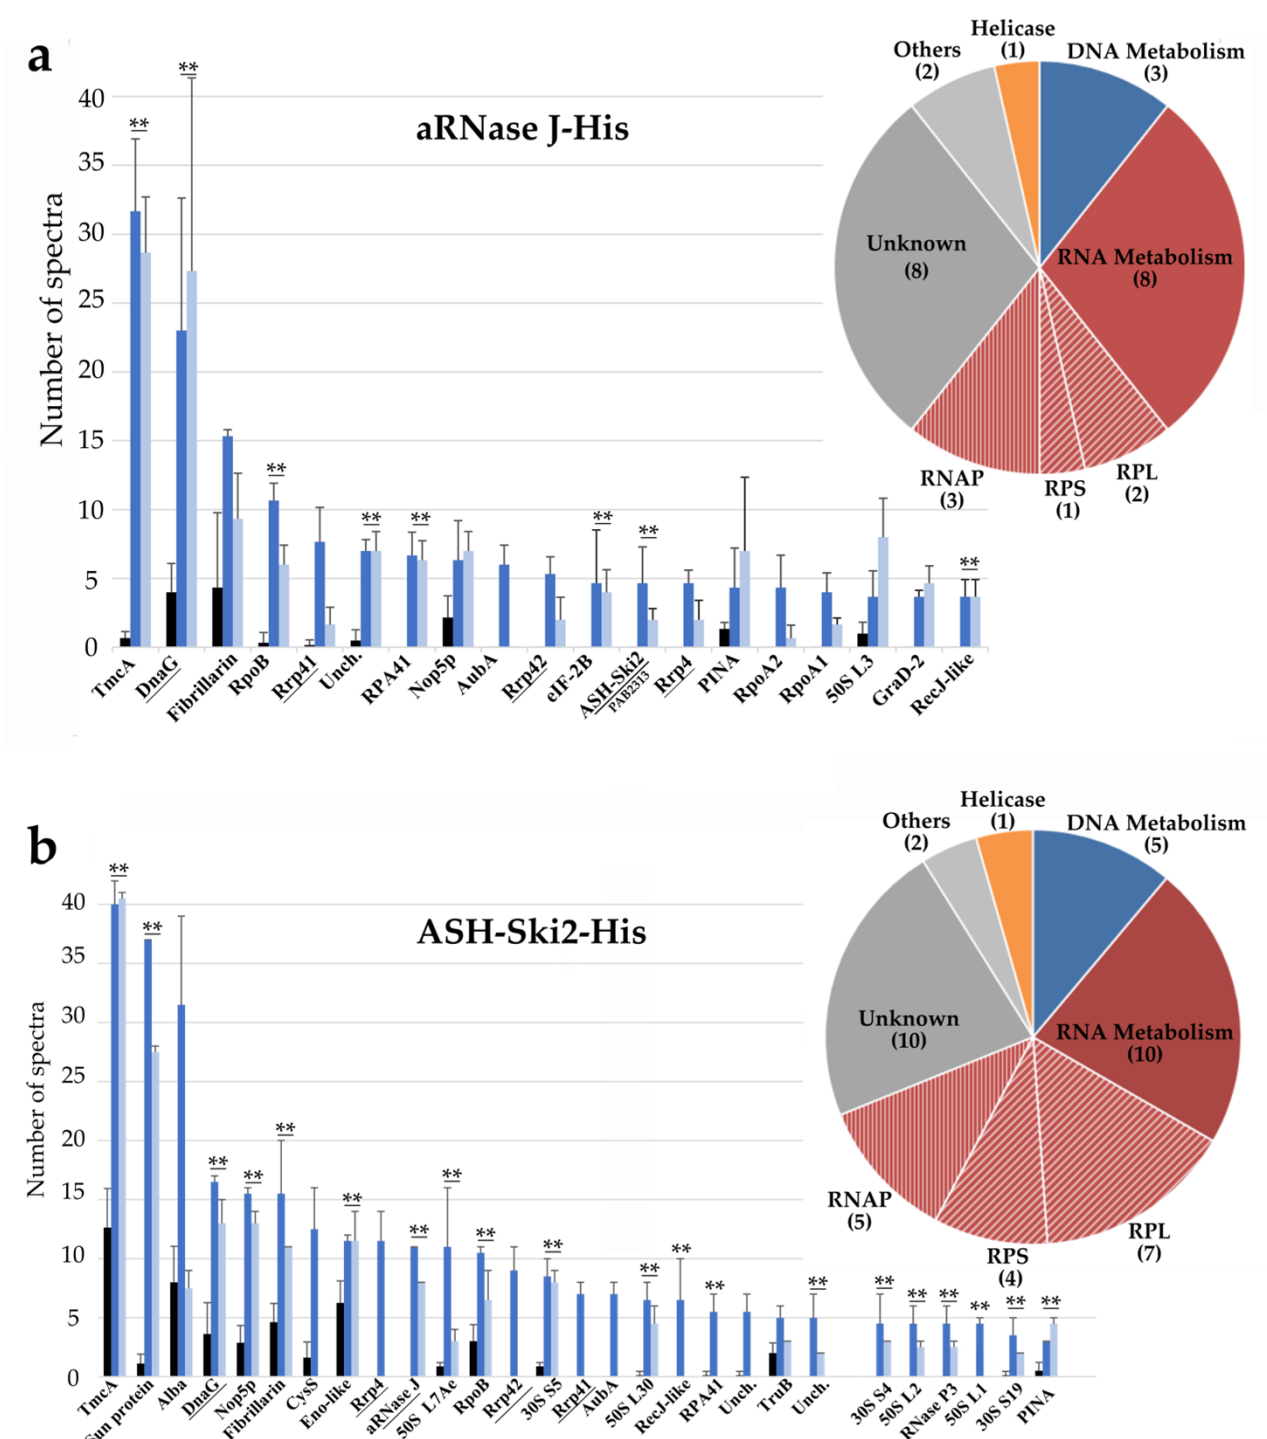 a
aRNase J-His
Number of spectra
40
35
30
25
20
15
10
5
0
** ** ** ** ** ** ** **
TmcA DnaG Fibrillarin RpoB Rrp41 Unch. RPA41 Nop5p AubA Rrp42 eIF-2B ASH-Ski2 PAB2313 Rrp4 PINA RpoA2 RpoA1 50S L3 GraD-2 RecJ-like
Helicase
(1)
Others
(2)
DNA Metabolism
(3)
Unknown
(8)
RNA Metabolism
(8)
RNAP
(3)
RPS
(1)
RPL
(2)
b
ASH-Ski2-His
Number of spectra
40
35
30
25
20
15
10
5
0
** ** ** ** ** ** ** ** ** ** ** ** ** ** ** ** ** ** ** **
TmcA Sun protein Alba DnaG Nop5p Fibrillarin CysS Eno-like Rrp4 aRNase J 50S L7Ae RpoB Rrp42 30S S5 Rrp41 AubA 50S L30 RecJ-like RPA41 Unch. TruB Unch. 30S S4 50S L2 RNase P3 50S L1 30S S19 PINA
Helicase
(1)
Others
(2)
DNA Metabolism
(5)
Unknown
(10)
RNA Metabolism
(10)
RNAP
(5)
RPS
(4)
RPL
(7)